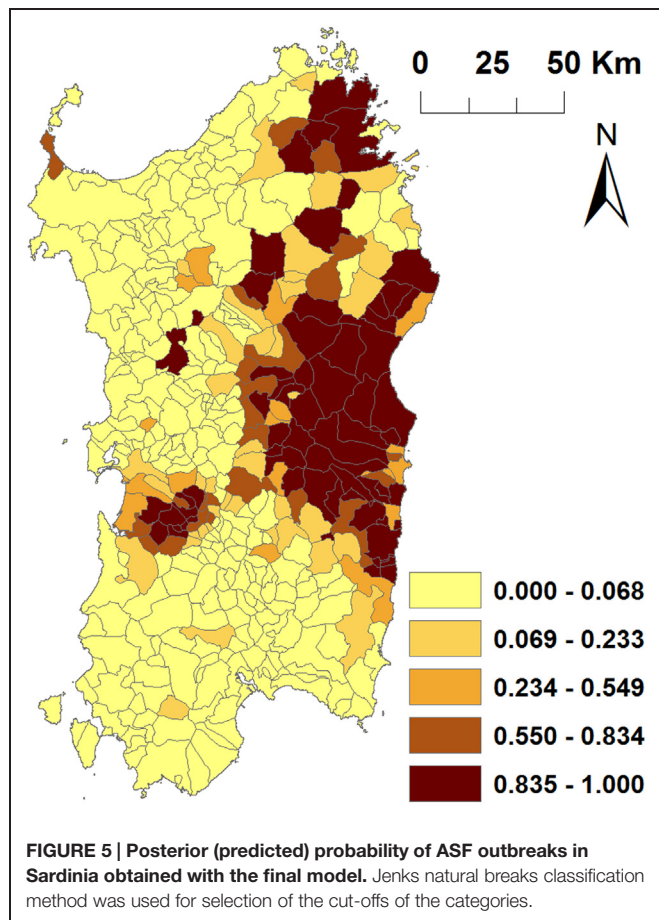 0 25 50 Km
N
0.000 - 0.068
0.069 - 0.233
0.234 - 0.549
0.550 - 0.834
0.835 - 1.000
FIGURE 5 | Posterior (predicted) probability of ASF outbreaks in
Sardinia obtained with the final model. Jenks natural breaks classification
method was used for selection of the cut-offs of the categories.